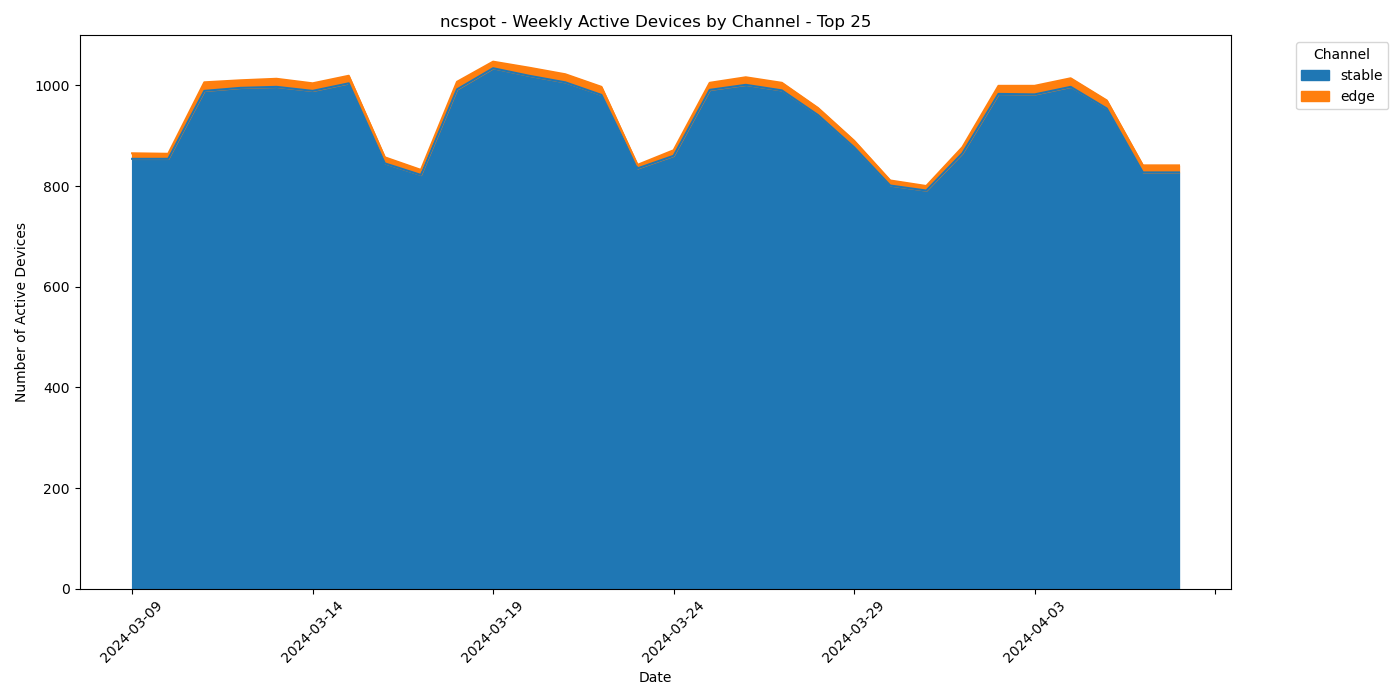 ncspot - Weekly Active Devices by Channel - Top 25
Number of Active Devices
1000
800
600
400
200
0
2024-03-09
2024-03-14
2024-03-19
2024-03-24
2024-03-29
2024-04-03
Date
Channel
stable
edge